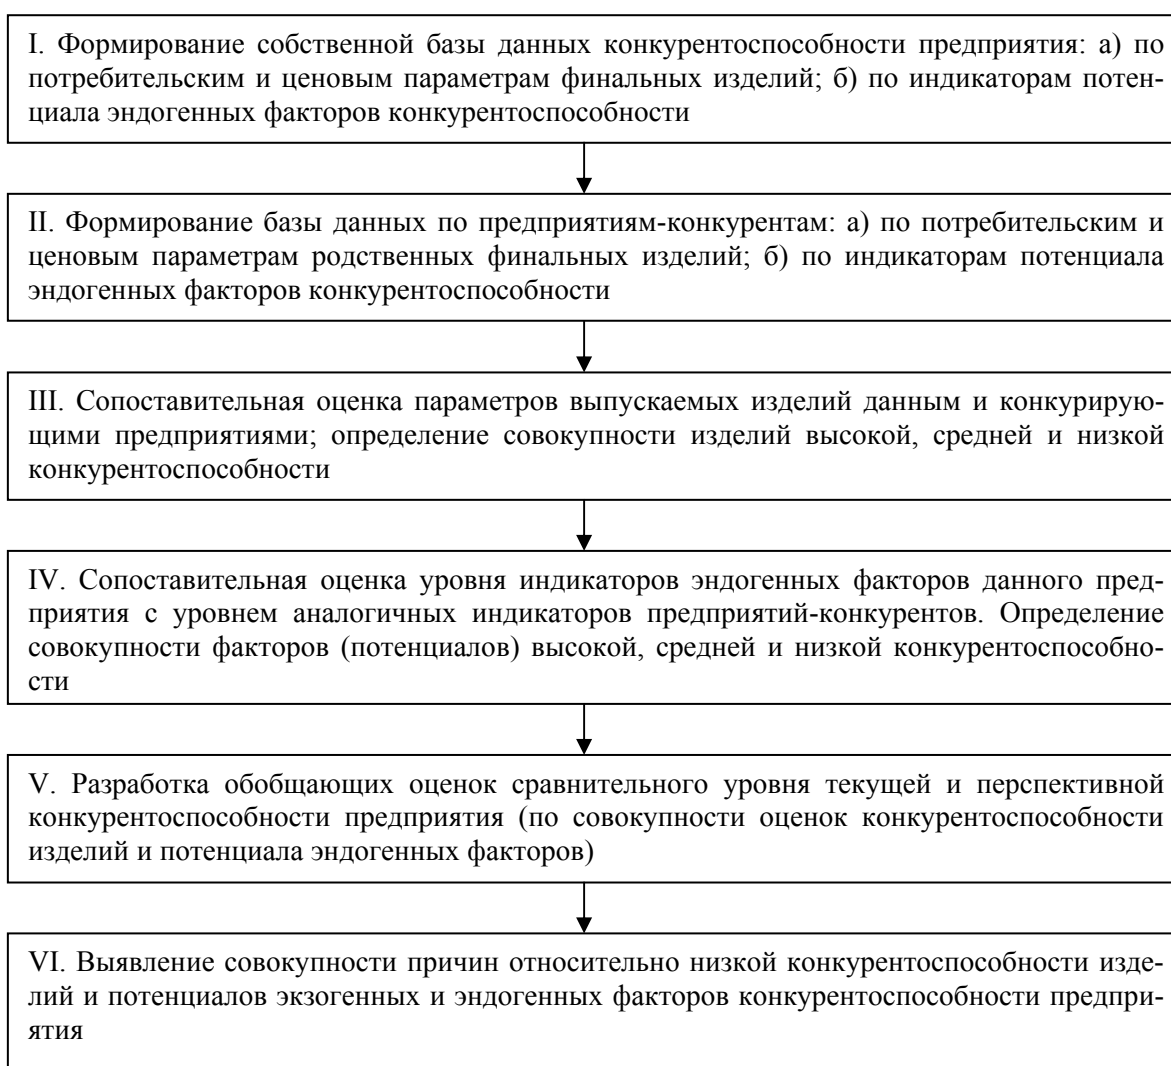 I. Формирование собственной базы данных конкурентоспособности предприятия: а) по
потребительским и ценовым параметрам финальных изделий; б) по индикаторам потен-
циала эндогенных факторов конкурентоспособности
II. Формирование базы данных по предприятиям-конкурентам: а) по потребительским и
ценовым параметрам родственных финальных изделий; б) по индикаторам потенциала
эндогенных факторов конкурентоспособности
III. Сопоставительная оценка параметров выпускаемых изделий данным и конкурирую-
щими предприятиями; определение совокупности изделий высокой, средней и низкой
конкурентоспособности
IV. Сопоставительная оценка уровня индикаторов эндогенных факторов данного пред-
приятия с уровнем аналогичных индикаторов предприятий-конкурентов. Определение
совокупности факторов (потенциалов) высокой, средней и низкой конкурентоспособно-
сти
V. Разработка обобщающих оценок сравнительного уровня текущей и перспективной
конкурентоспособности предприятия (по совокупности оценок конкурентоспособности
изделий и потенциала эндогенных факторов)
VI. Выявление совокупности причин относительно низкой конкурентоспособности изде-
лий и потенциалов экзогенных и эндогенных факторов конкурентоспособности предпри-
ятия